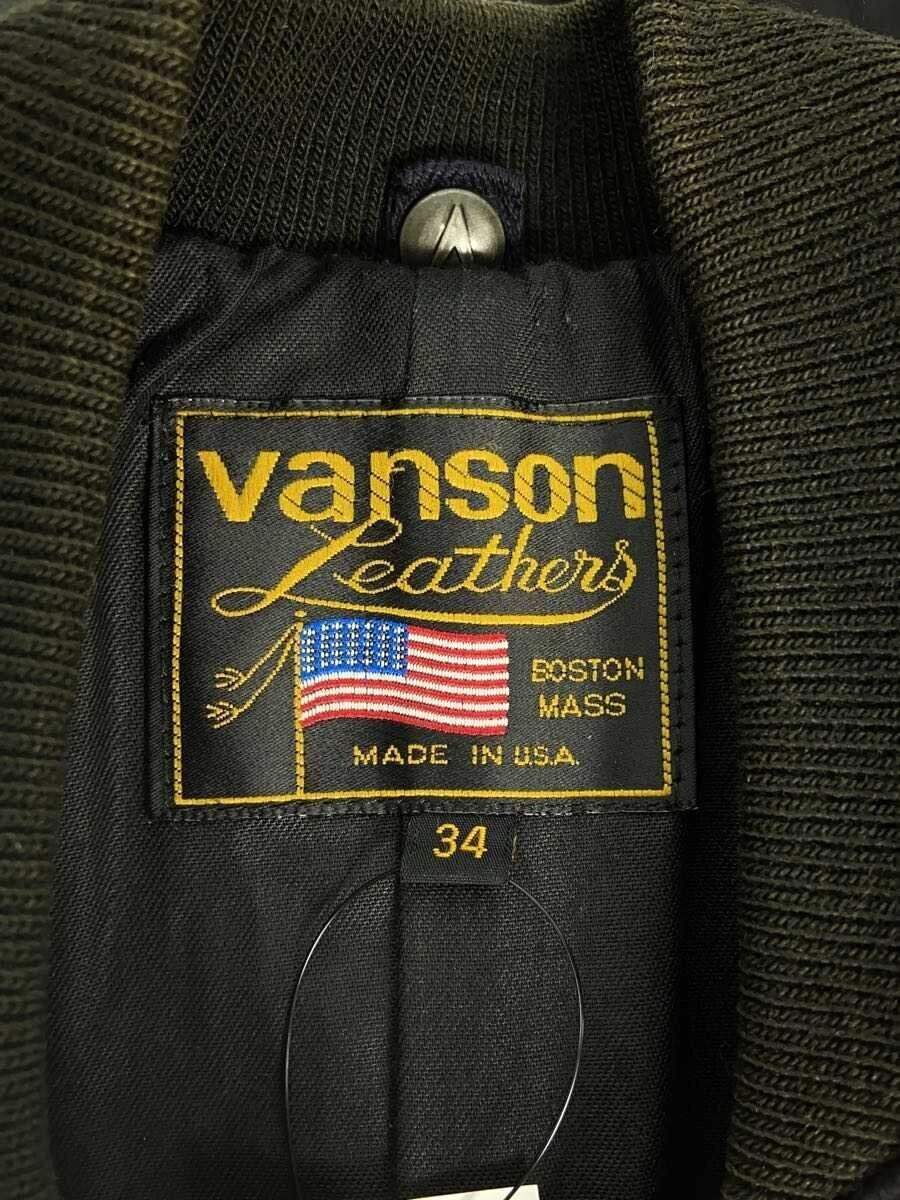 vanson
Leathers
BOSTON
MASS
MADE IN U.S.A.
34